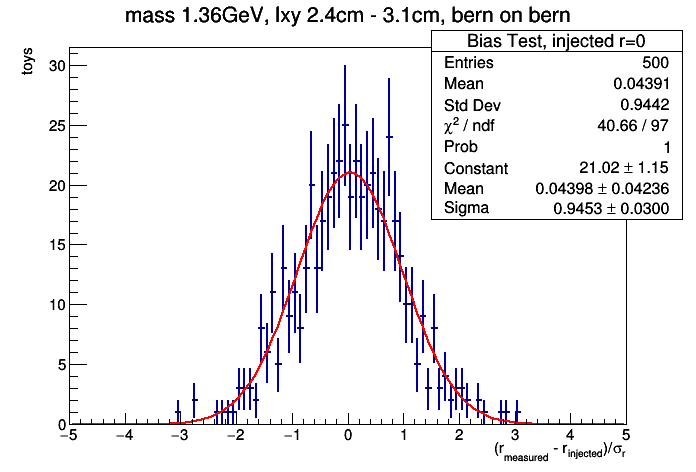 mass 1.36GeV, lxy 2.4cm - 3.1cm, bern on bern
toys
Bias Test, injected r=0
Entries 500
Mean 0.04391
Std Dev 0.9442
χ² / ndf 40.66 / 97
Prob 1
Constant 21.02 ± 1.15
Mean 0.04398 ± 0.04236
Sigma 0.9453 ± 0.0300
30
25
20
15
10
5
0
−5 −4 −3 −2 −1 0 1 2 3 4 5
(r_measured - r_injected)/σ_r